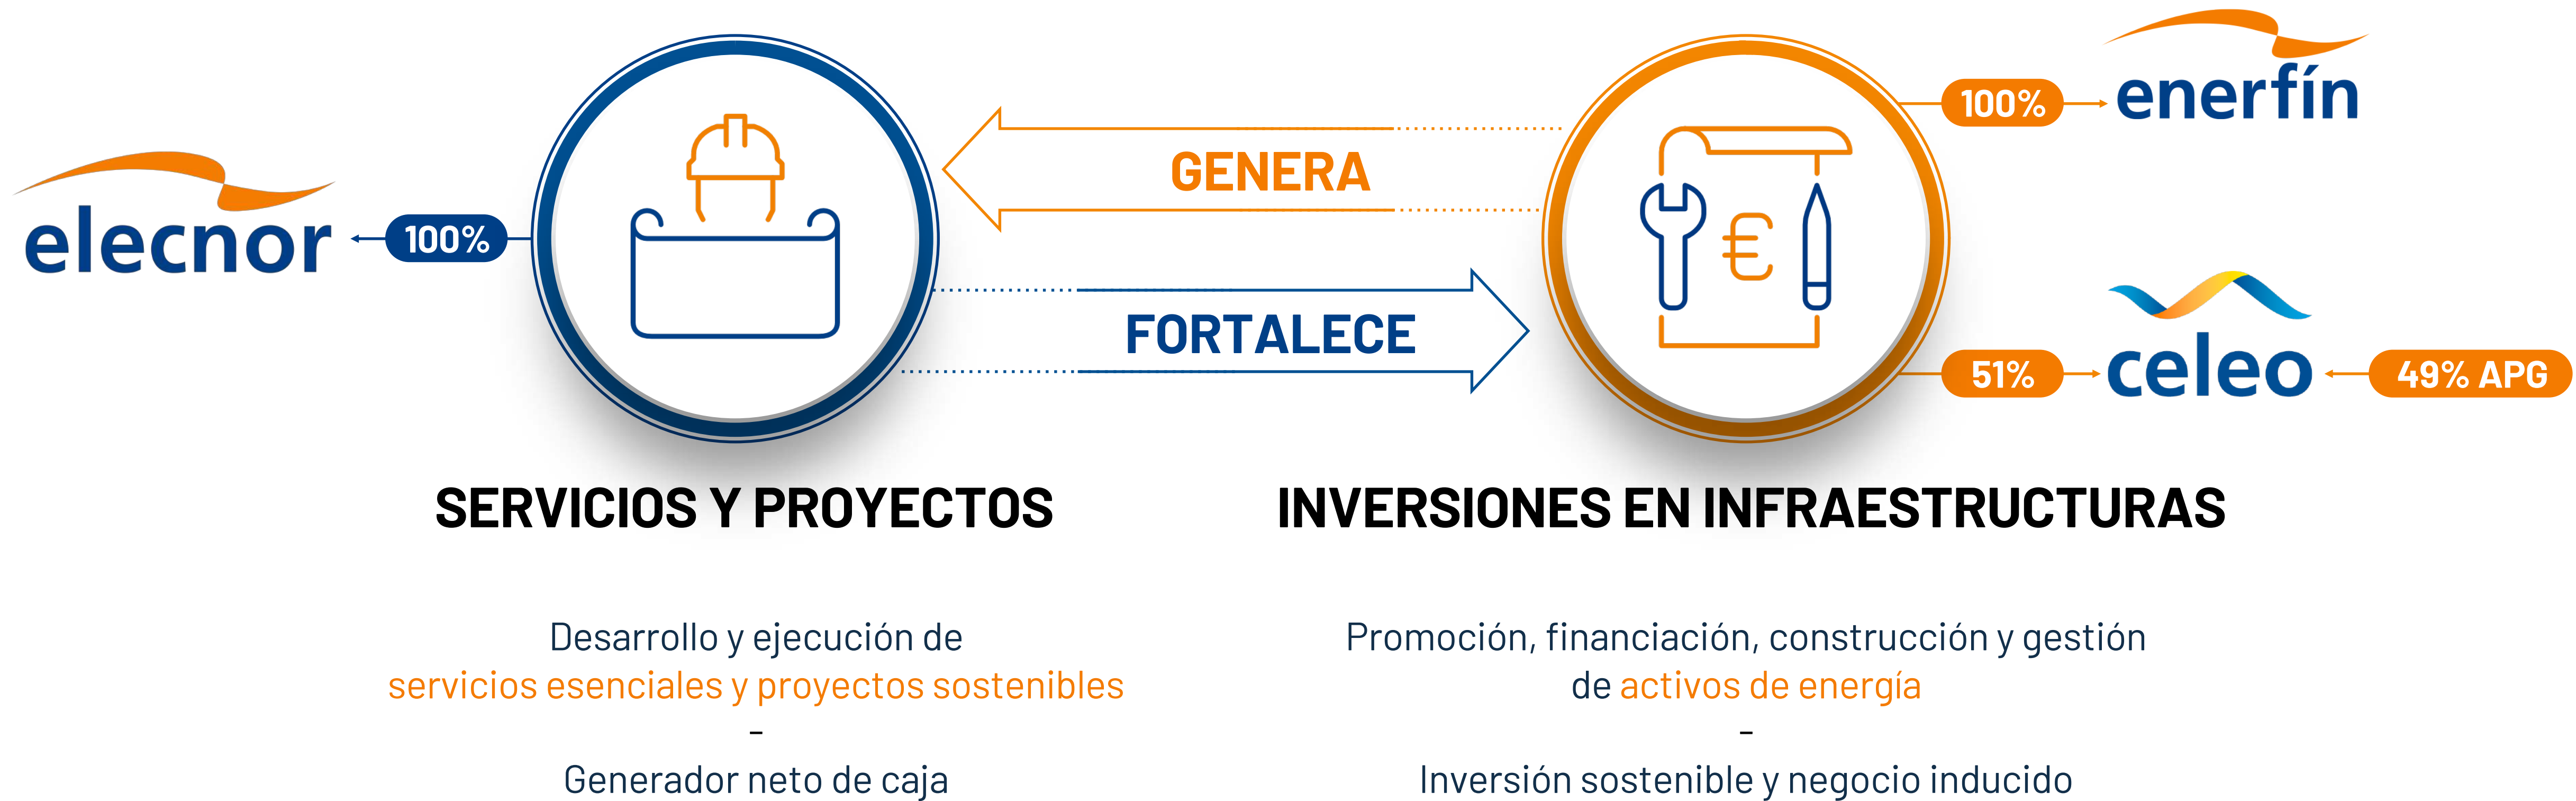 elecnor
100%
GENERA
FORTALECE
100%
enerfín
51%
celeo
49% APG
SERVICIOS Y PROYECTOS
Desarrollo y ejecución de
servicios esenciales y proyectos sostenibles
-
Generador neto de caja
INVERSIONES EN INFRAESTRUCTURAS
Promoción, financiación, construcción y gestión
de activos de energía
-
Inversión sostenible y negocio inducido